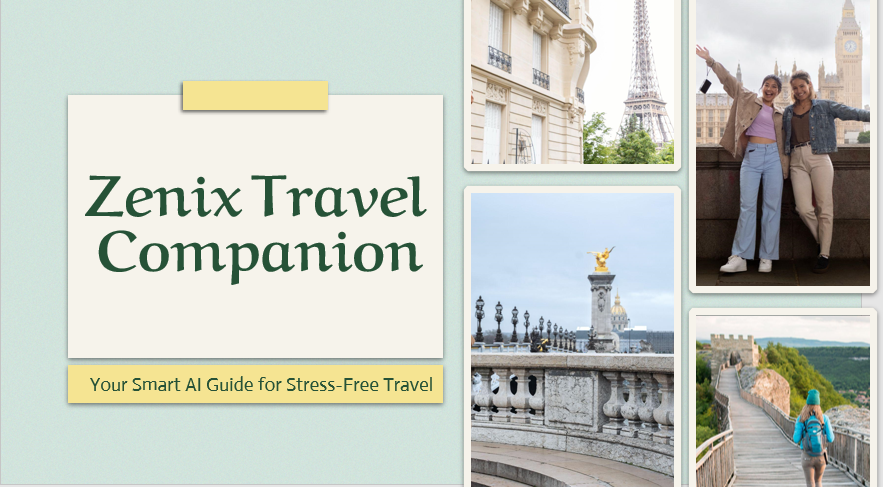 Zenix Travel
Companion
Your Smart AI Guide for Stress-Free Travel